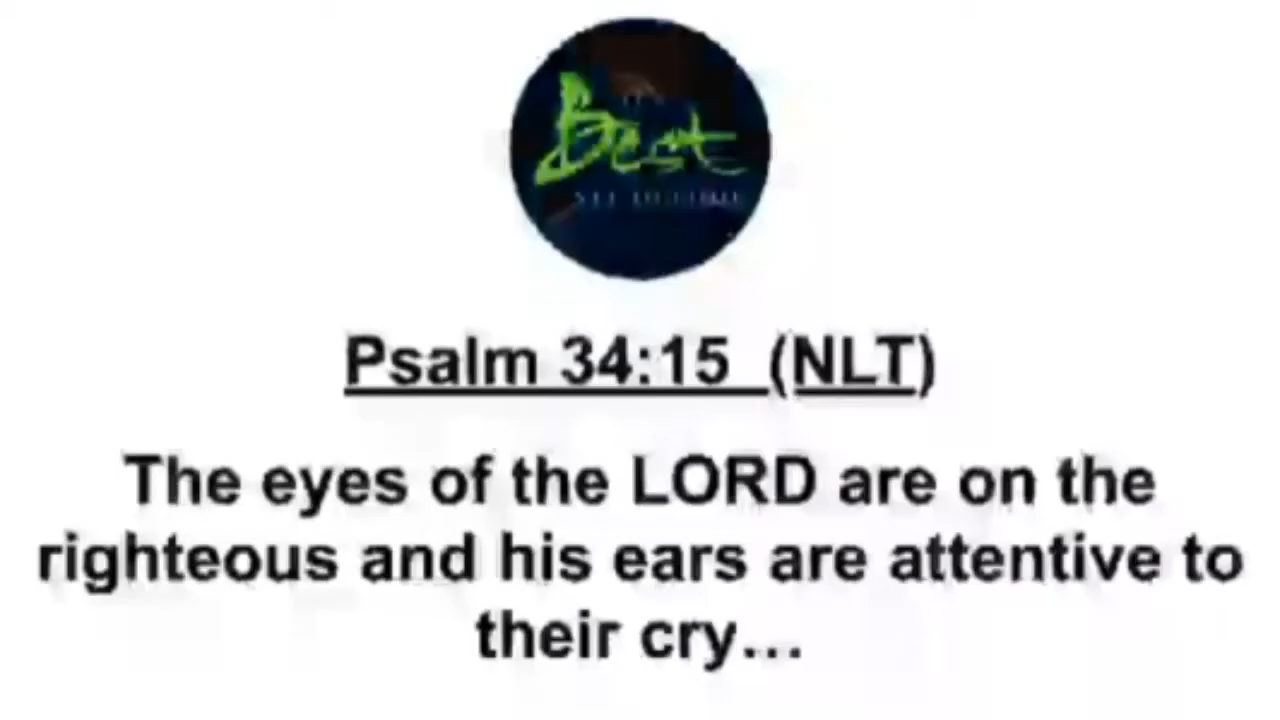 Best
Psalm 34:15 (NLT)
The eyes of the LORD are on the
righteous and his ears are attentive to
their cry...